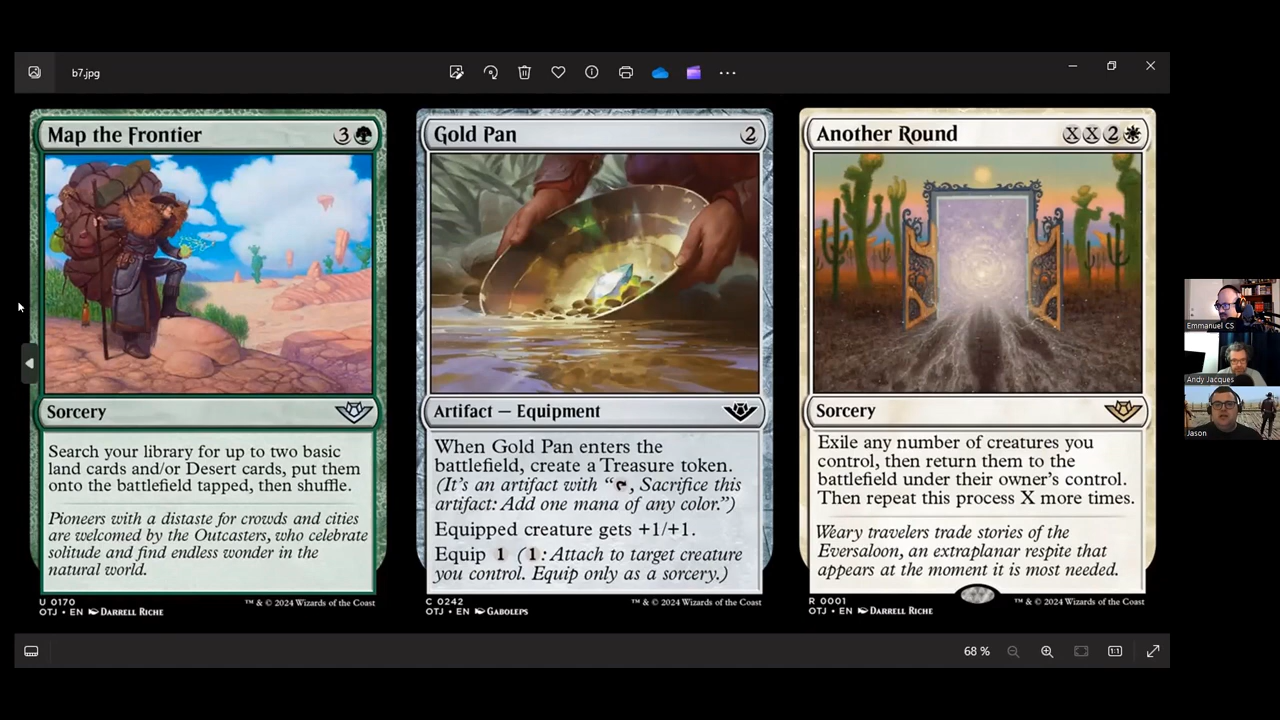 b7.jpg
Map the Frontier 3
Sorcery
Search your library for up to two basic
land cards and/or Desert cards, put them
onto the battlefield tapped, then shuffle.
Pioneers with a distaste for crowds and cities
are welcomed by the Outcasters, who celebrate
solitude and find endless wonder in the
natural world.
U 0170
OTJ • EN DARRELL RICHE
™ & © 2024 Wizards of the Coast
Gold Pan 2
Artifact — Equipment
When Gold Pan enters the
battlefield, create a Treasure token.
(It's an artifact with “, Sacrifice this
artifact: Add one mana of any color.”)
Equipped creature gets +1/+1.
Equip 1 (1: Attach to target creature
you control. Equip only as a sorcery.)
C 0242
OTJ • EN GABOLEPS
™ & © 2024 Wizards of the Coast
Another Round X X 2
Sorcery
Exile any number of creatures you
control, then return them to the
battlefield under their owner's control.
Then repeat this process X more times.
Weary travelers trade stories of the
Eversaloon, an extraplanar respite that
appears at the moment it is most needed.
R 0001
OTJ • EN DARRELL RICHE
™ & © 2024 Wizards of the Coast
Emmanuel CS
Andy Jacques
Jason
68 %
1:1